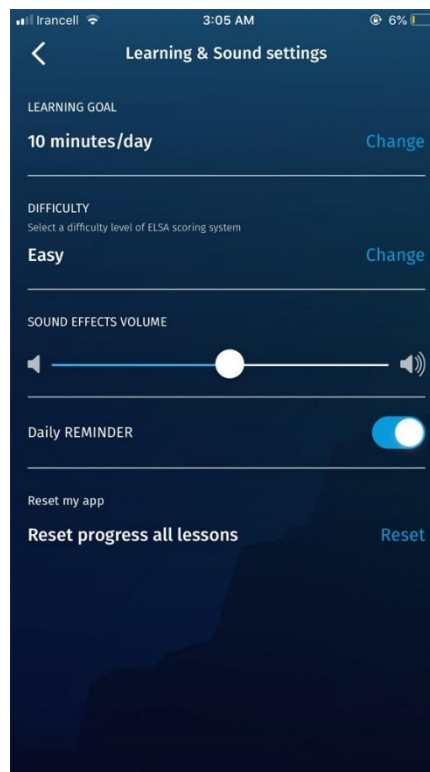 Irancell 3:05 AM 6%
Learning & Sound settings
LEARNING GOAL
10 minutes/day Change
DIFFICULTY
Select a difficulty level of ELSA scoring system
Easy Change
SOUND EFFECTS VOLUME
Daily REMINDER
Reset my app
Reset progress all lessons Reset